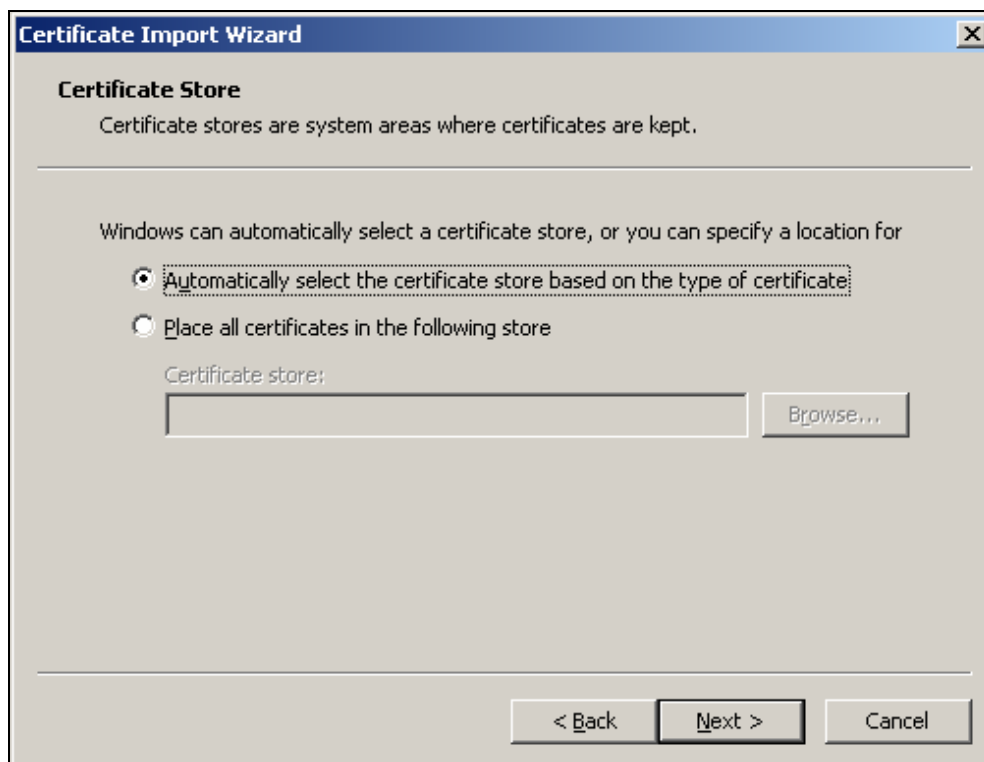 Certificate Import Wizard
Certificate Store
Certificate stores are system areas where certificates are kept.
Windows can automatically select a certificate store, or you can specify a location for
Automatically select the certificate store based on the type of certificate
Place all certificates in the following store
Certificate store:
Browse...
< Back Next > Cancel